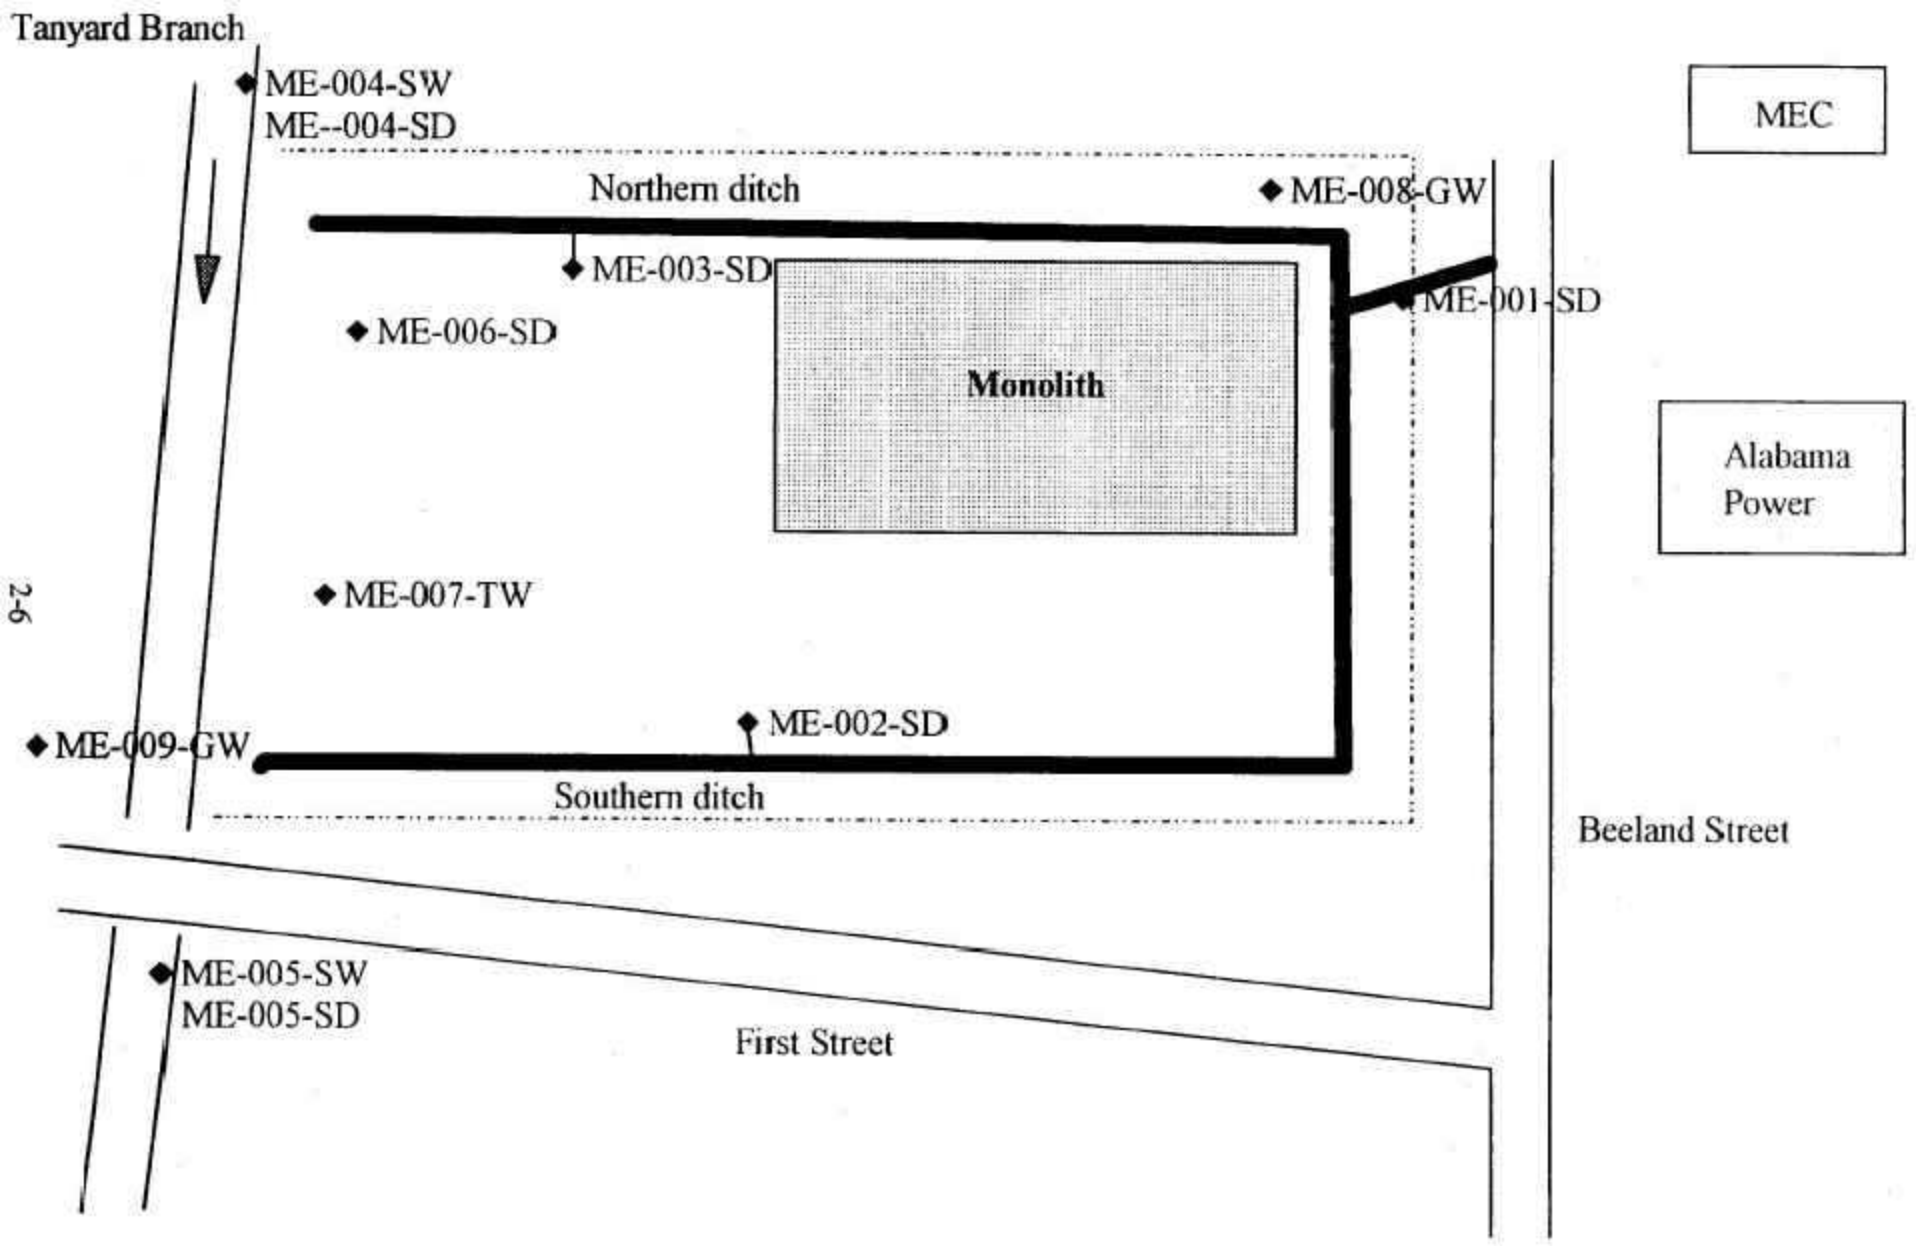 Tanyard Branch
ME-004-SW
ME--004-SD
MEC
Northern ditch
ME-008-GW
ME-003-SD
ME-001-SD
ME-006-SD
Monolith
Alabama
Power
2-6
ME-007-TW
ME-002-SD
ME-009-GW
Southern ditch
Beeland Street
ME-005-SW
ME-005-SD
First Street